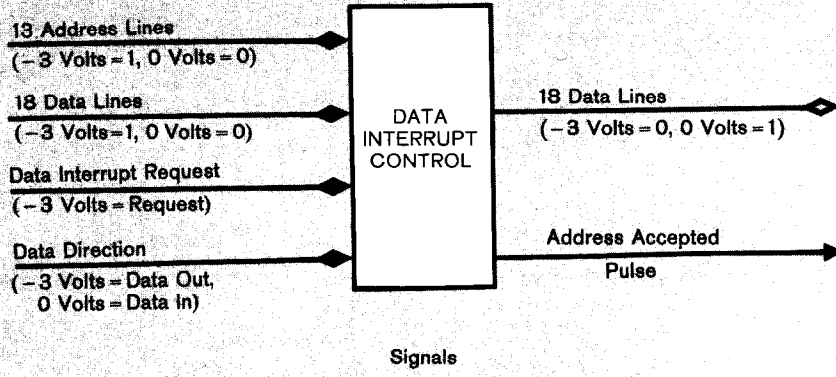 13 Address Lines
(-3 Volts=1, 0 Volts=0)
18 Data Lines
(-3 Volts=1, 0 Volts=0)
Data Interrupt Request
(-3 Volts=Request)
Data Direction
(-3 Volts=Data Out,
0 Volts=Data In)
DATA
INTERRUPT
CONTROL
18 Data Lines
(-3 Volts=0, 0 Volts=1)
Address Accepted
Pulse
Signals